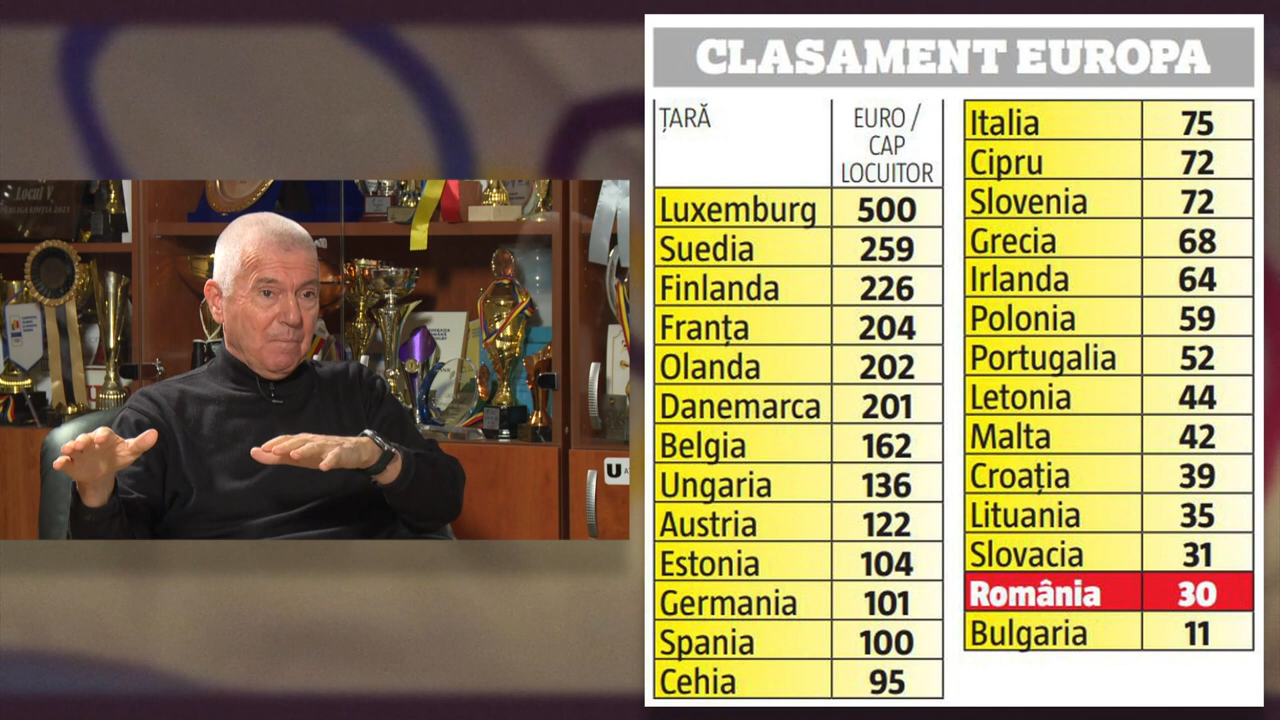 CLASAMENT EUROPA
ȚARĂ EURO /
CAP
LOCUITOR
Luxemburg 500
Suedia 259
Finlanda 226
Franța 204
Olanda 202
Danemarca 201
Belgia 162
Ungaria 136
Austria 122
Estonia 104
Germania 101
Spania 100
Cehia 95
Italia 75
Cipru 72
Slovenia 72
Grecia 68
Irlanda 64
Polonia 59
Portugalia 52
Letonia 44
Malta 42
Croația 39
Lituania 35
Slovacia 31
România 30
Bulgaria 11
Locul V
U